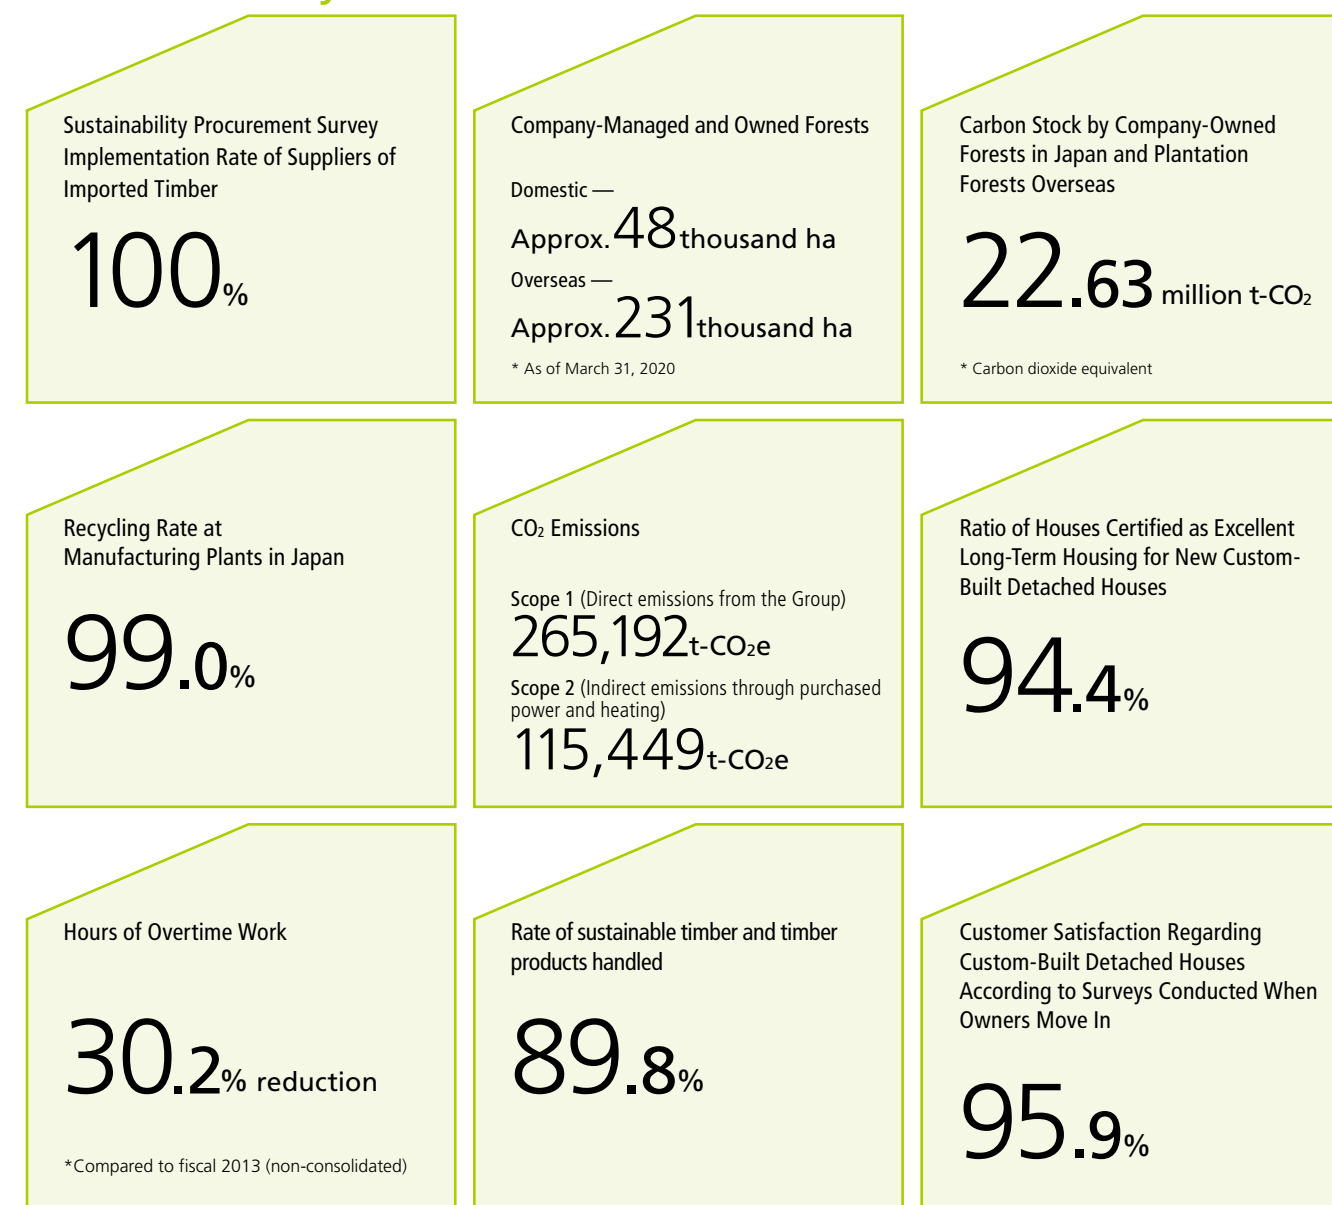 Sustainability Procurement Survey
Implementation Rate of Suppliers of
Imported Timber
100%
Company-Managed and Owned Forests
Domestic —
Approx. 48 thousand ha
Overseas —
Approx. 231 thousand ha
* As of March 31, 2020
Carbon Stock by Company-Owned
Forests in Japan and Plantation
Forests Overseas
22.63 million t-CO2
* Carbon dioxide equivalent
Recycling Rate at
Manufacturing Plants in Japan
99.0%
CO2 Emissions
Scope 1 (Direct emissions from the Group)
265,192 t-CO2e
Scope 2 (Indirect emissions through purchased
power and heating)
115,449 t-CO2e
Ratio of Houses Certified as Excellent
Long-Term Housing for New Custom-
Built Detached Houses
94.4%
Hours of Overtime Work
30.2% reduction
*Compared to fiscal 2013 (non-consolidated)
Rate of sustainable timber and timber
products handled
89.8%
Customer Satisfaction Regarding
Custom-Built Detached Houses
According to Surveys Conducted When
Owners Move In
95.9%